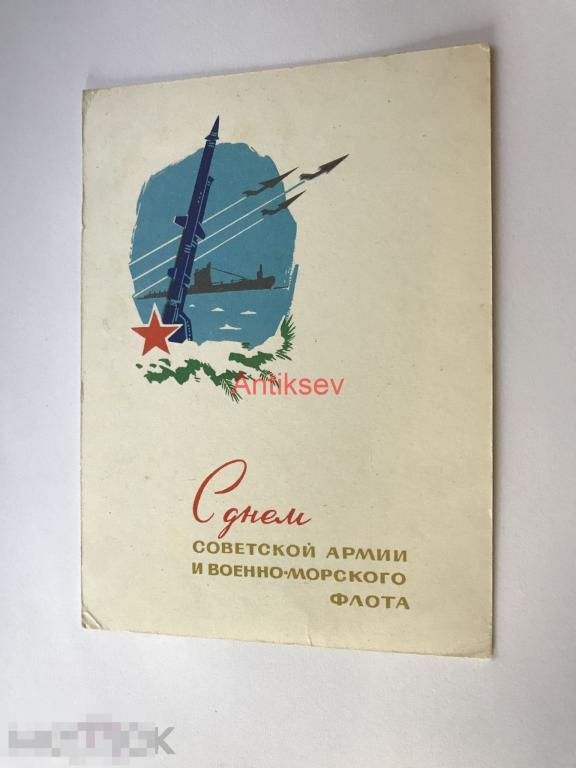 Antiksev
С днем
СОВЕТСКОЙ АРМИИ
И ВОЕННО-МОРСКОГО
ФЛОТА